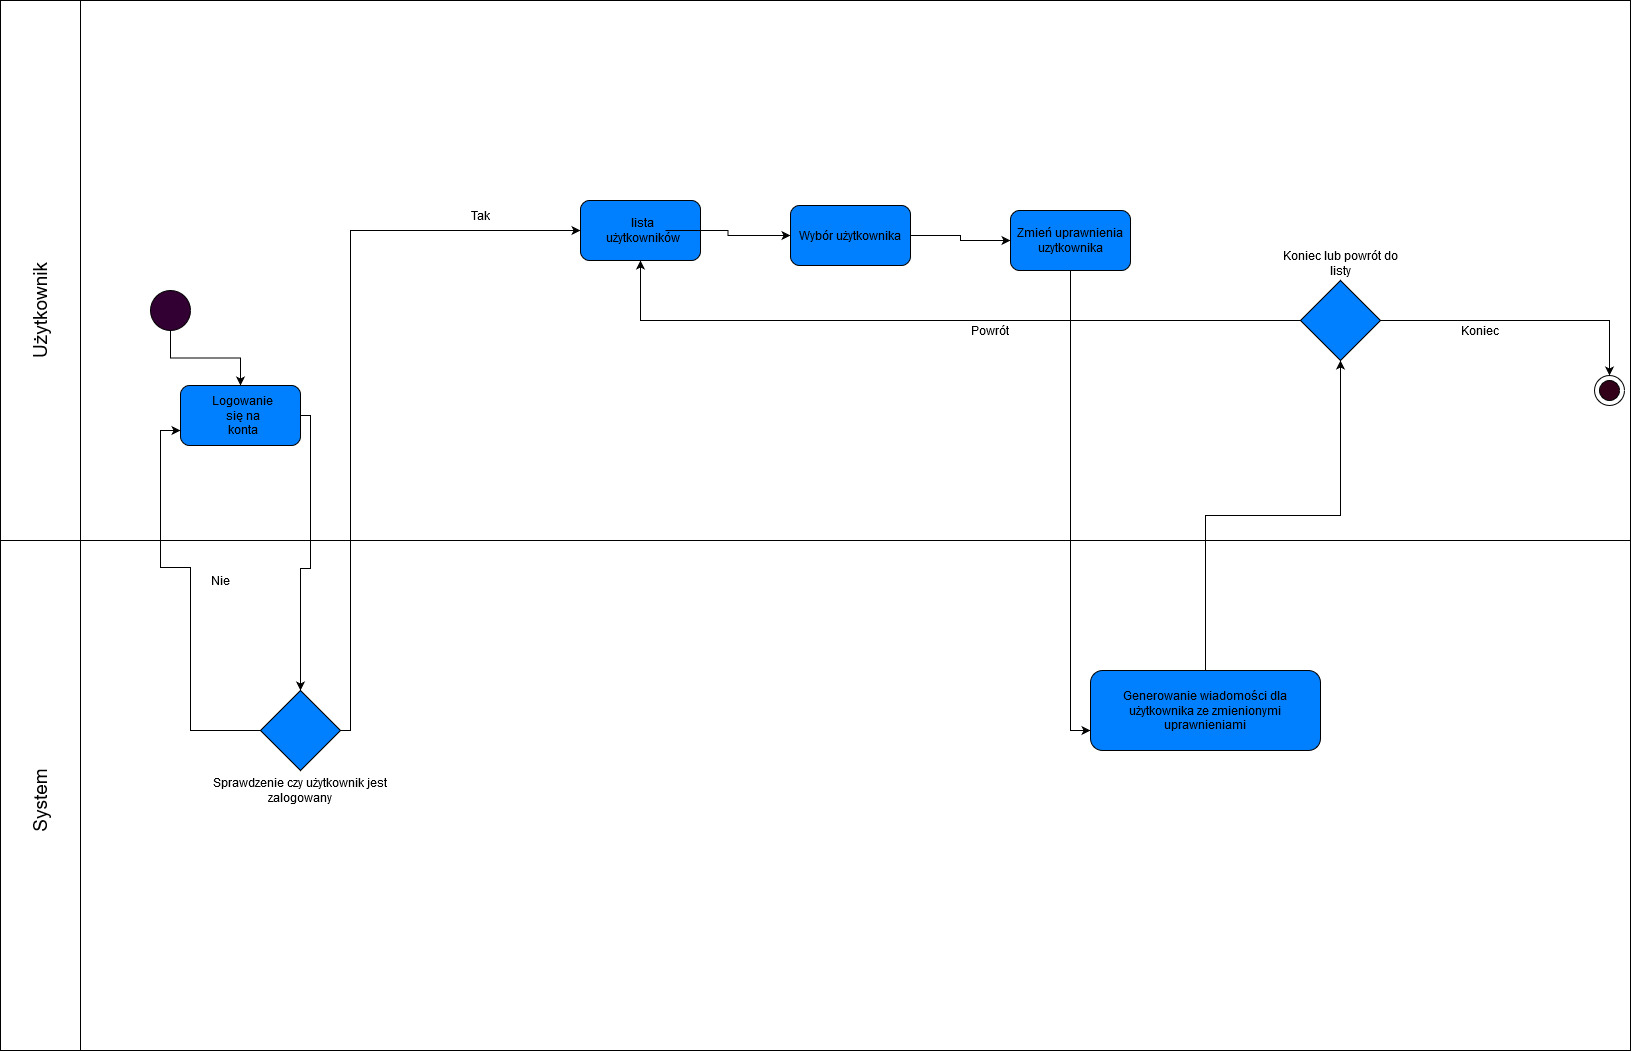 Użytkownik
Tak
lista
użytkowników
Wybór użytkownika
Zmień uprawnienia
uzytkownika
Koniec lub powrót do
listy
Powrót
Koniec
Logowanie
się na
konta
System
Nie
Sprawdzenie czy użytkownik jest
zalogowany
Generowanie wiadomości dla
użytkownika ze zmienionymi
uprawnieniami